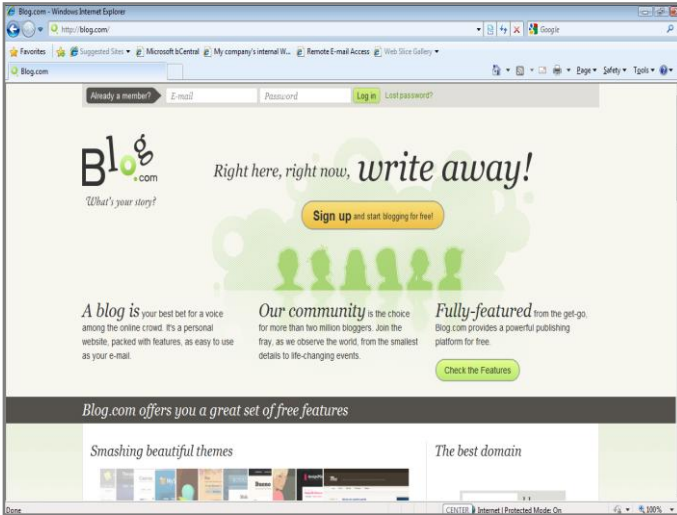 Blog.com - Windows Internet Explorer
http://blog.com/
Google
Favorites Suggested Sites Microsoft bCentral My company's internal W... Remote E-mail Access Web Slice Gallery
Blog.com
Page Safety Tools
Already a member? E-mail Password Log in Lost password?
Blog.com
What's your story?
Right here, right now, write away!
Sign up and start blogging for free!
A blog is your best bet for a voice
among the online crowd. It's a personal
website, packed with features, as easy to use
as your e-mail.
Our community is the choice
for more than two million bloggers. Join the
fray, as we observe the world, from the smallest
details to life-changing events.
Fully-featured from the get-go,
Blog.com provides a powerful publishing
platform for free.
Check the Features
Blog.com offers you a great set of free features
Smashing beautiful themes
The best domain
Done
CENTER Internet | Protected Mode: On
100%